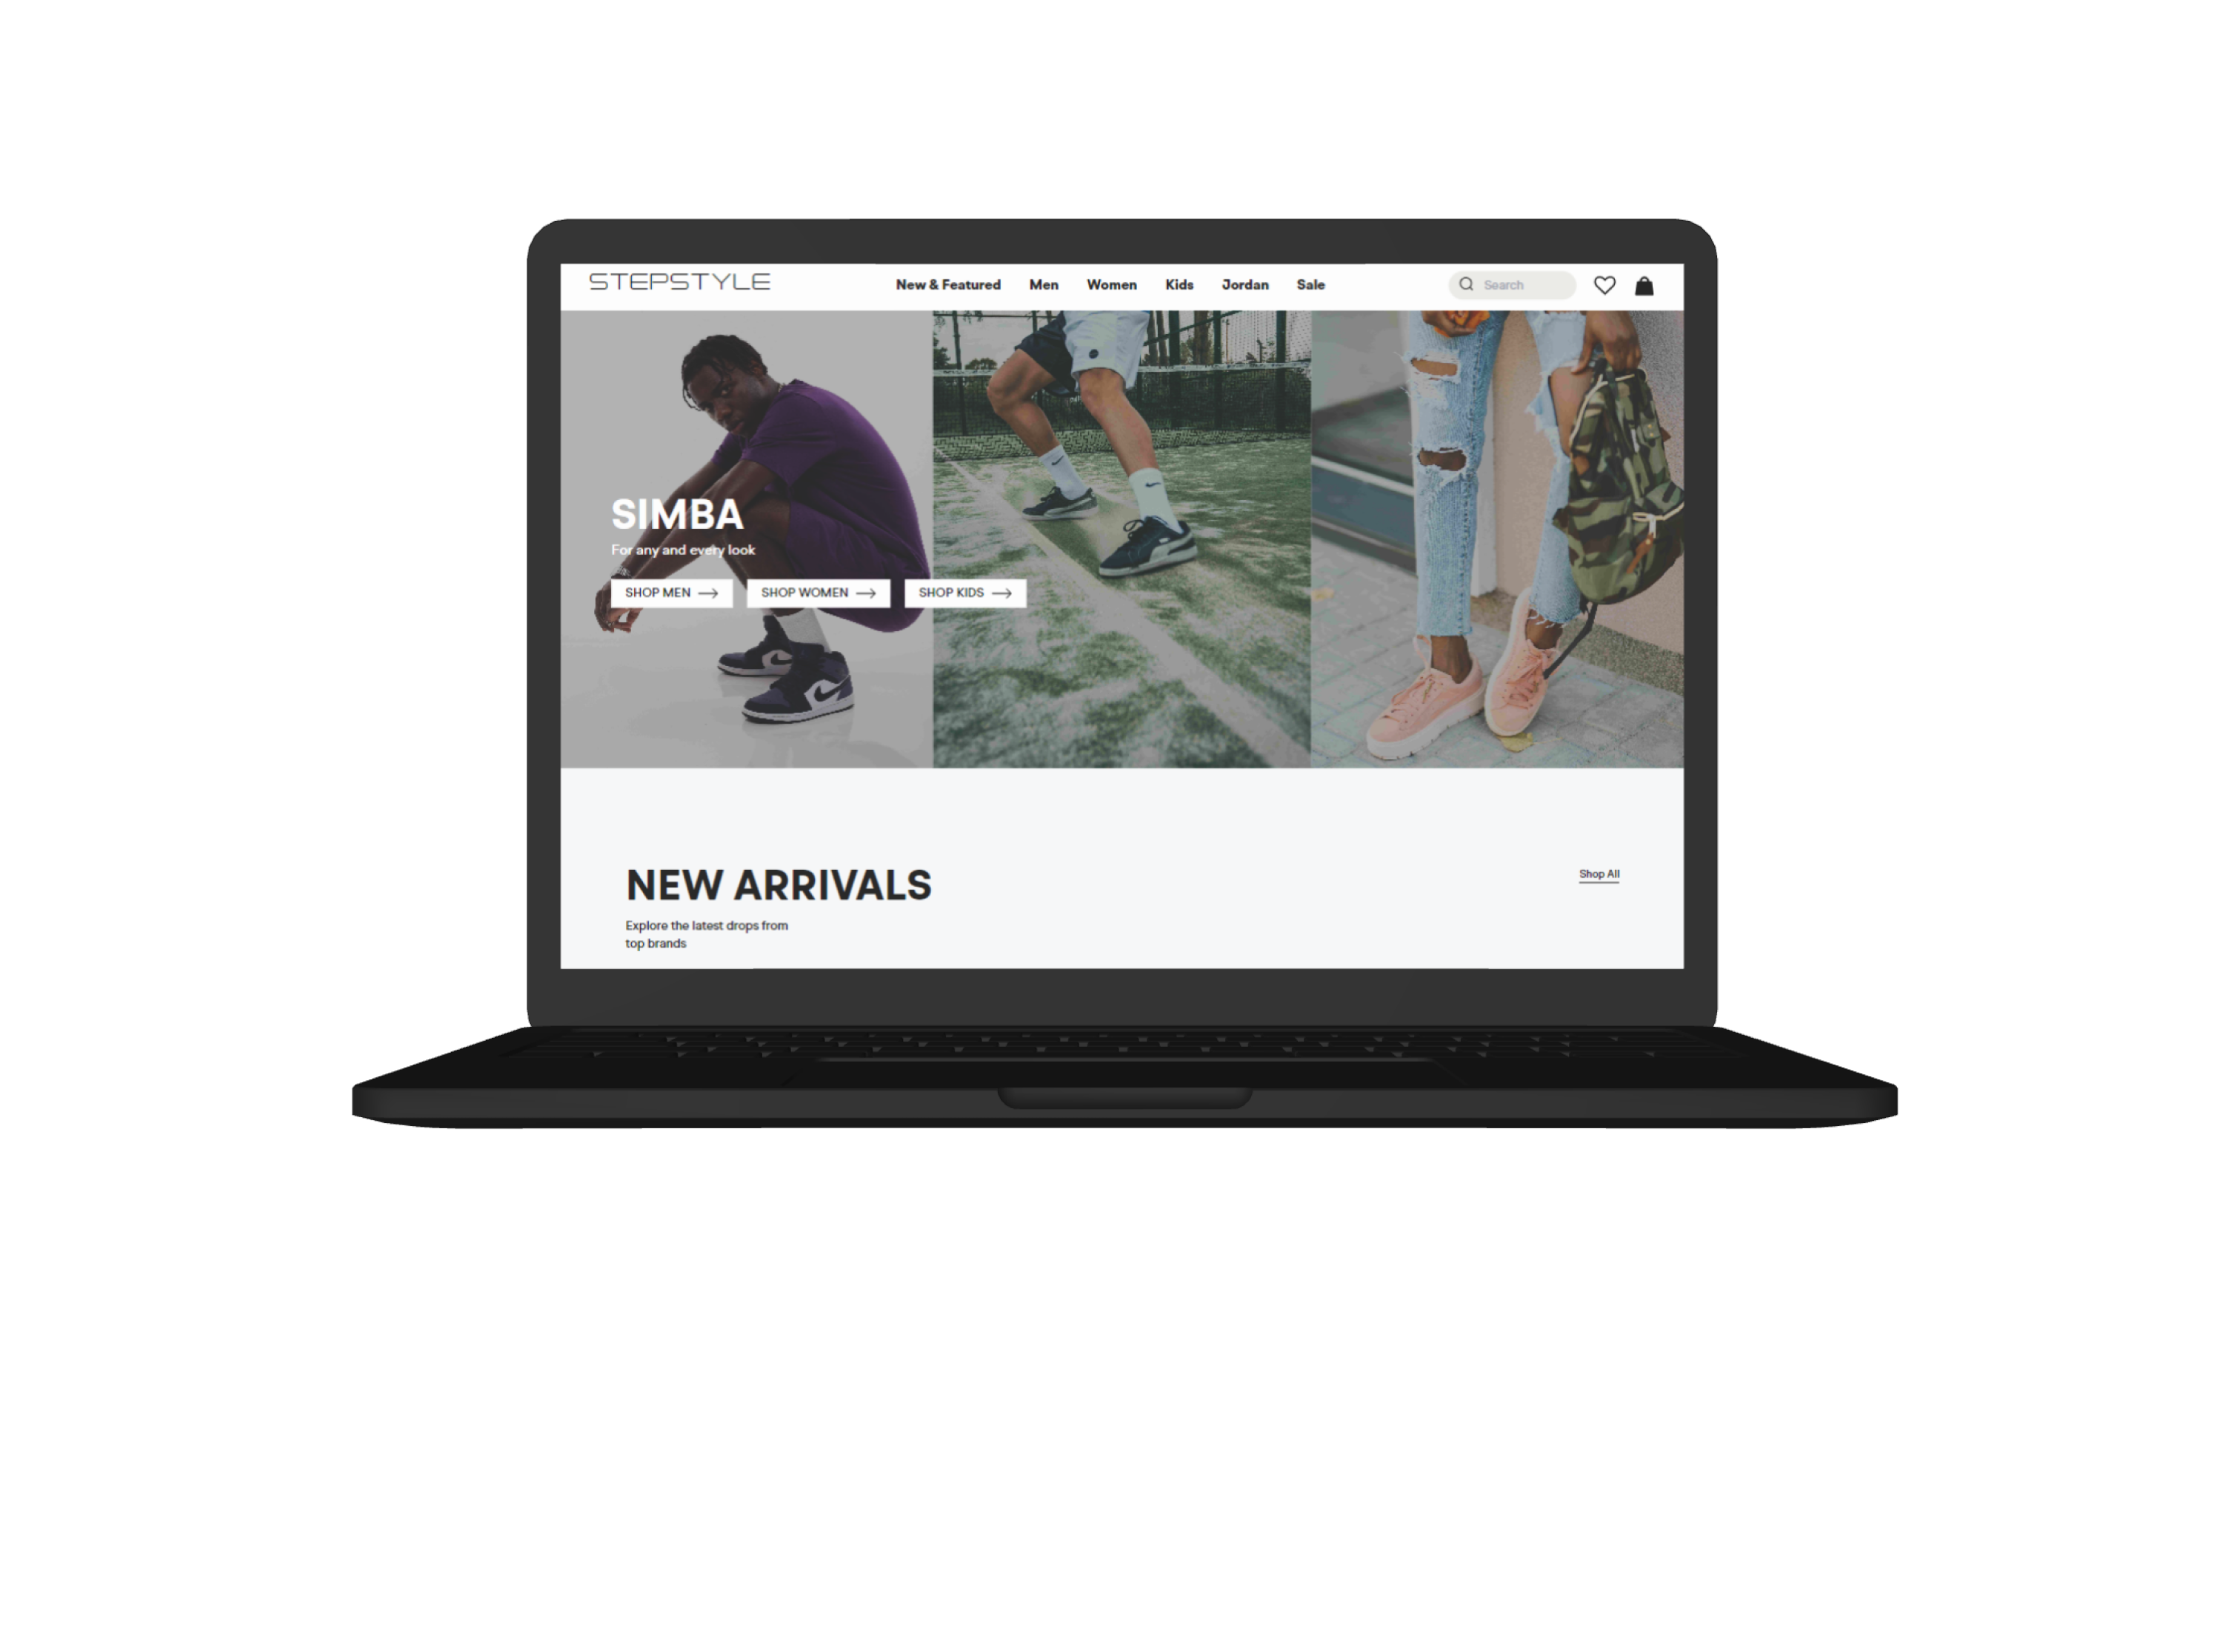 STEPSTYLE
New & Featured Men Women Kids Jordan Sale
Search
SIMBA
For any and every look
SHOP MEN
SHOP WOMEN
SHOP KIDS
NEW ARRIVALS
Shop All
Explore the latest drops from
top brands